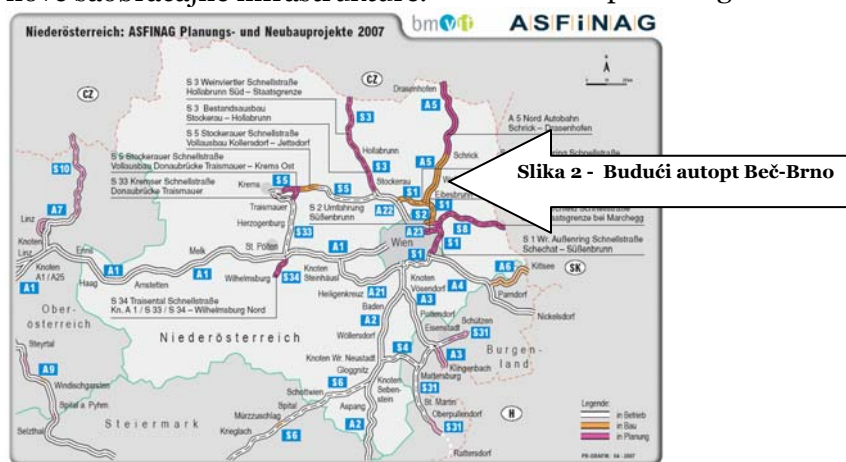 nove saobraćajne infrastrukture.
Niederösterreich: ASFINAG Planungs- und Neubauprojekte 2007
bmvit
ASFiNAG
CZ
CZ
N
S 3 Weinviertler Schnellstraße
Hollabrunn Süd – Staatsgrenze
S 3 Bestandsausbau
Stockerau – Hollabrunn
S 5 Stockerauer Schnellstraße
Vollausbau Kollersdorf – Jettsdorf
S 5 Stockerauer Schnellstraße
Vollausbau Donaubrücke Traismauer – Krems Ost
S 33 Kremser Schnellstraße
Donaubrücke Traismauer
Drasenhofen
A5
A 5 Nord Autobahn
Schrick – Drasenhofen
S3
Hollabrunn
S3
Schrick
A5
Slika 2 - Budući autopt Beč-Brno
S10
Krems
S5
S5
Stockerau
S1
Eibesbrunn
S1
S2
A22
A23
S 2 Umfahrung
Süßenbrunn
Traismauer
Herzogenburg
S33
Staatsgrenze bei Marchegg
S8
S1
S 1 Wr. Außenring Schnellstraße
Schechat – Süßenbrunn
A7
Linz
Knoten
Linz
Knoten
A1 / A25
A1
Enns
Haag
A1
Amstetten
A1
Melk
St. Pölten
A1
Wien
S1
Wilhelmsburg
S34
Knoten
Steinhäusl
Knoten
Vösendorf
A4
A6
Kittsee
SK
Parndorf
Nickelsdorf
S 34 Traisental Schnellstraße
Kn. A 1 / S 33 / S 34 – Wilhelmsburg Nord
Heiligenkreuz
A21
Baden
A2
A3
Pottendorf
Schützen
Eisenstadt
S31
Ober-
österreich
Niederösterreich
Wöllersdorf
A3
Klingenbach
Burgen-
land
Steyrtal
A9
Windischgarsten
Spital a. Pyhrn
Selzthal
Knoten Wr. Neustadt
S4
Mattersburg
S31
Gloggnitz
S6
Schottwien
Spital
Mürzzuschlag
Krieglach
S6
Steiermark
Knoten
Seben-
stein
Aspang
A2
St. Martin
Oberpullendorf
S31
Rattersdorf
H
Legende:
in Betrieb
in Bau
in Planung